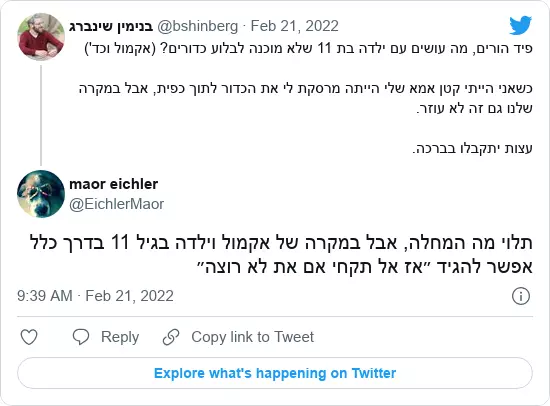 בנימין שינברג @bshinberg · Feb 21, 2022
פיד הורים, מה עושים עם ילדה בת 11 שלא מוכנה לבלוע כדורים? (אקמול וכד')
כשאני הייתי קטן אמא שלי הייתה מרסקת לי את הכדור לתוך כפית, אבל במקרה
שלנו גם זה לא עוזר.
עצות יתקבלו בברכה.
maor eichler
@EichlerMaor
תלוי מה המחלה, אבל במקרה של אקמול וילדה בגיל 11 בדרך כלל
אפשר להגיד ״אז אל תקחי אם את לא רוצה״
9:39 AM · Feb 21, 2022
Reply
Copy link to Tweet
Explore what's happening on Twitter